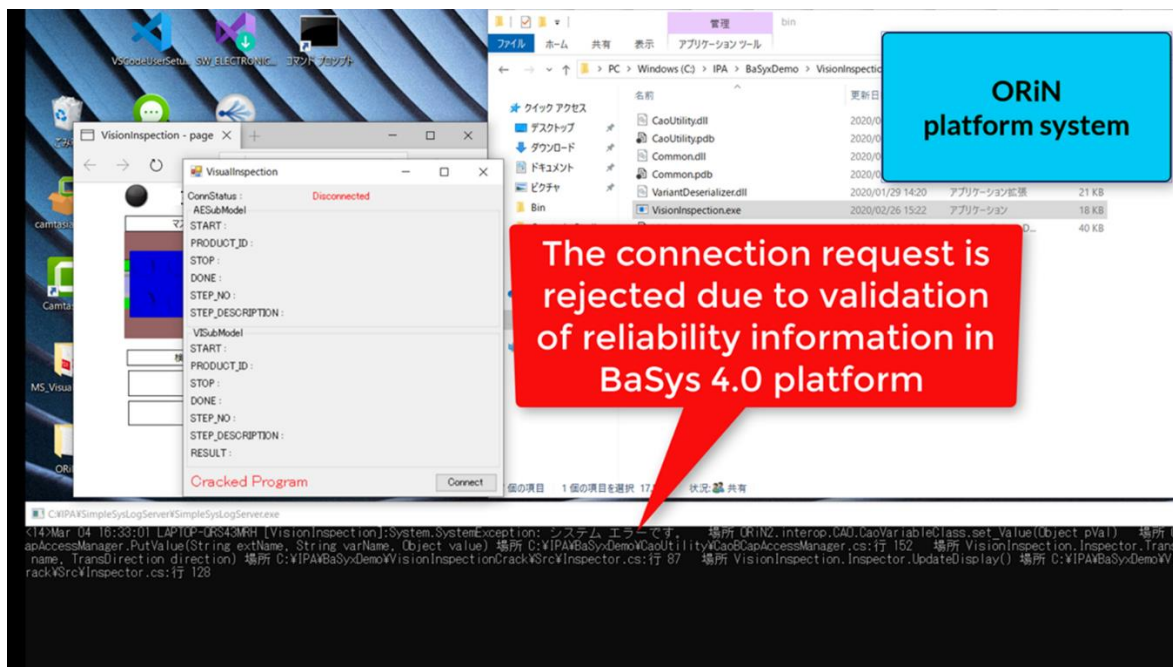 VSCodeUserSetu...
SW_ELECTRONIC...
コマンド プロンプト
管理
bin
ファイル
ホーム
共有
表示
アプリケーション ツール
PC > Windows (C:) > IPA > BaSyxDemo > VisionInspectio
ORiN
platform system
名前
更新日
クイック アクセス
デスクトップ
ダウンロード
ドキュメント
ピクチャ
Bin
CaoUtility.dll
2020/0
CaoUtility.pdb
2020/0
Common.dll
2020/0
Common.pdb
2020/0
VariantDeserializer.dll
2020/01/29 14:20
アプリケーション拡張
21 KB
VisionInspection.exe
2020/02/26 15:22
アプリケーション
18 KB
40 KB
The connection request is
rejected due to validation
of reliability information in
BaSys 4.0 platform
ごみ
camtasia
Camta
MS_Visua
ORi
VisionInspection - page
VisualInspection
ConnStatus :
Disconnected
AESubModel
START :
PRODUCT_ID :
STOP :
DONE :
STEP_NO :
STEP_DESCRIPTION :
VISubModel
START :
PRODUCT_ID :
STOP :
DONE :
STEP_NO :
STEP_DESCRIPTION :
RESULT :
Cracked Program
Connect
個の項目
1 個の項目を選択
状況:
共有
C:¥IPA¥SimpleSysLogServer¥SimpleSysLogServer.exe
<14>Mar 04 16:33:01 LAPTOP-QRS43MRH [VisionInspection]:System.SystemException: システム エラーです。 場所 ORiN2.interop.CAO.CaoVariableClass.set_Value(Object pVal) 場所
apAccessManager.PutValue(String extName, String varName, Object value) 場所 C:¥IPA¥BaSyxDemo¥CaoUtility¥CaoBCapAccessManager.cs:行 152 場所 VisionInspection.Inspector.Tran
name, TransDirection direction) 場所 C:¥IPA¥BaSyxDemo¥VisionInspectionCrack¥Src¥Inspector.cs:行 87 場所 VisionInspection.Inspector.UpdateDisplay() 場所 C:¥IPA¥BaSyxDemo¥V
rack¥Src¥Inspector.cs:行 128